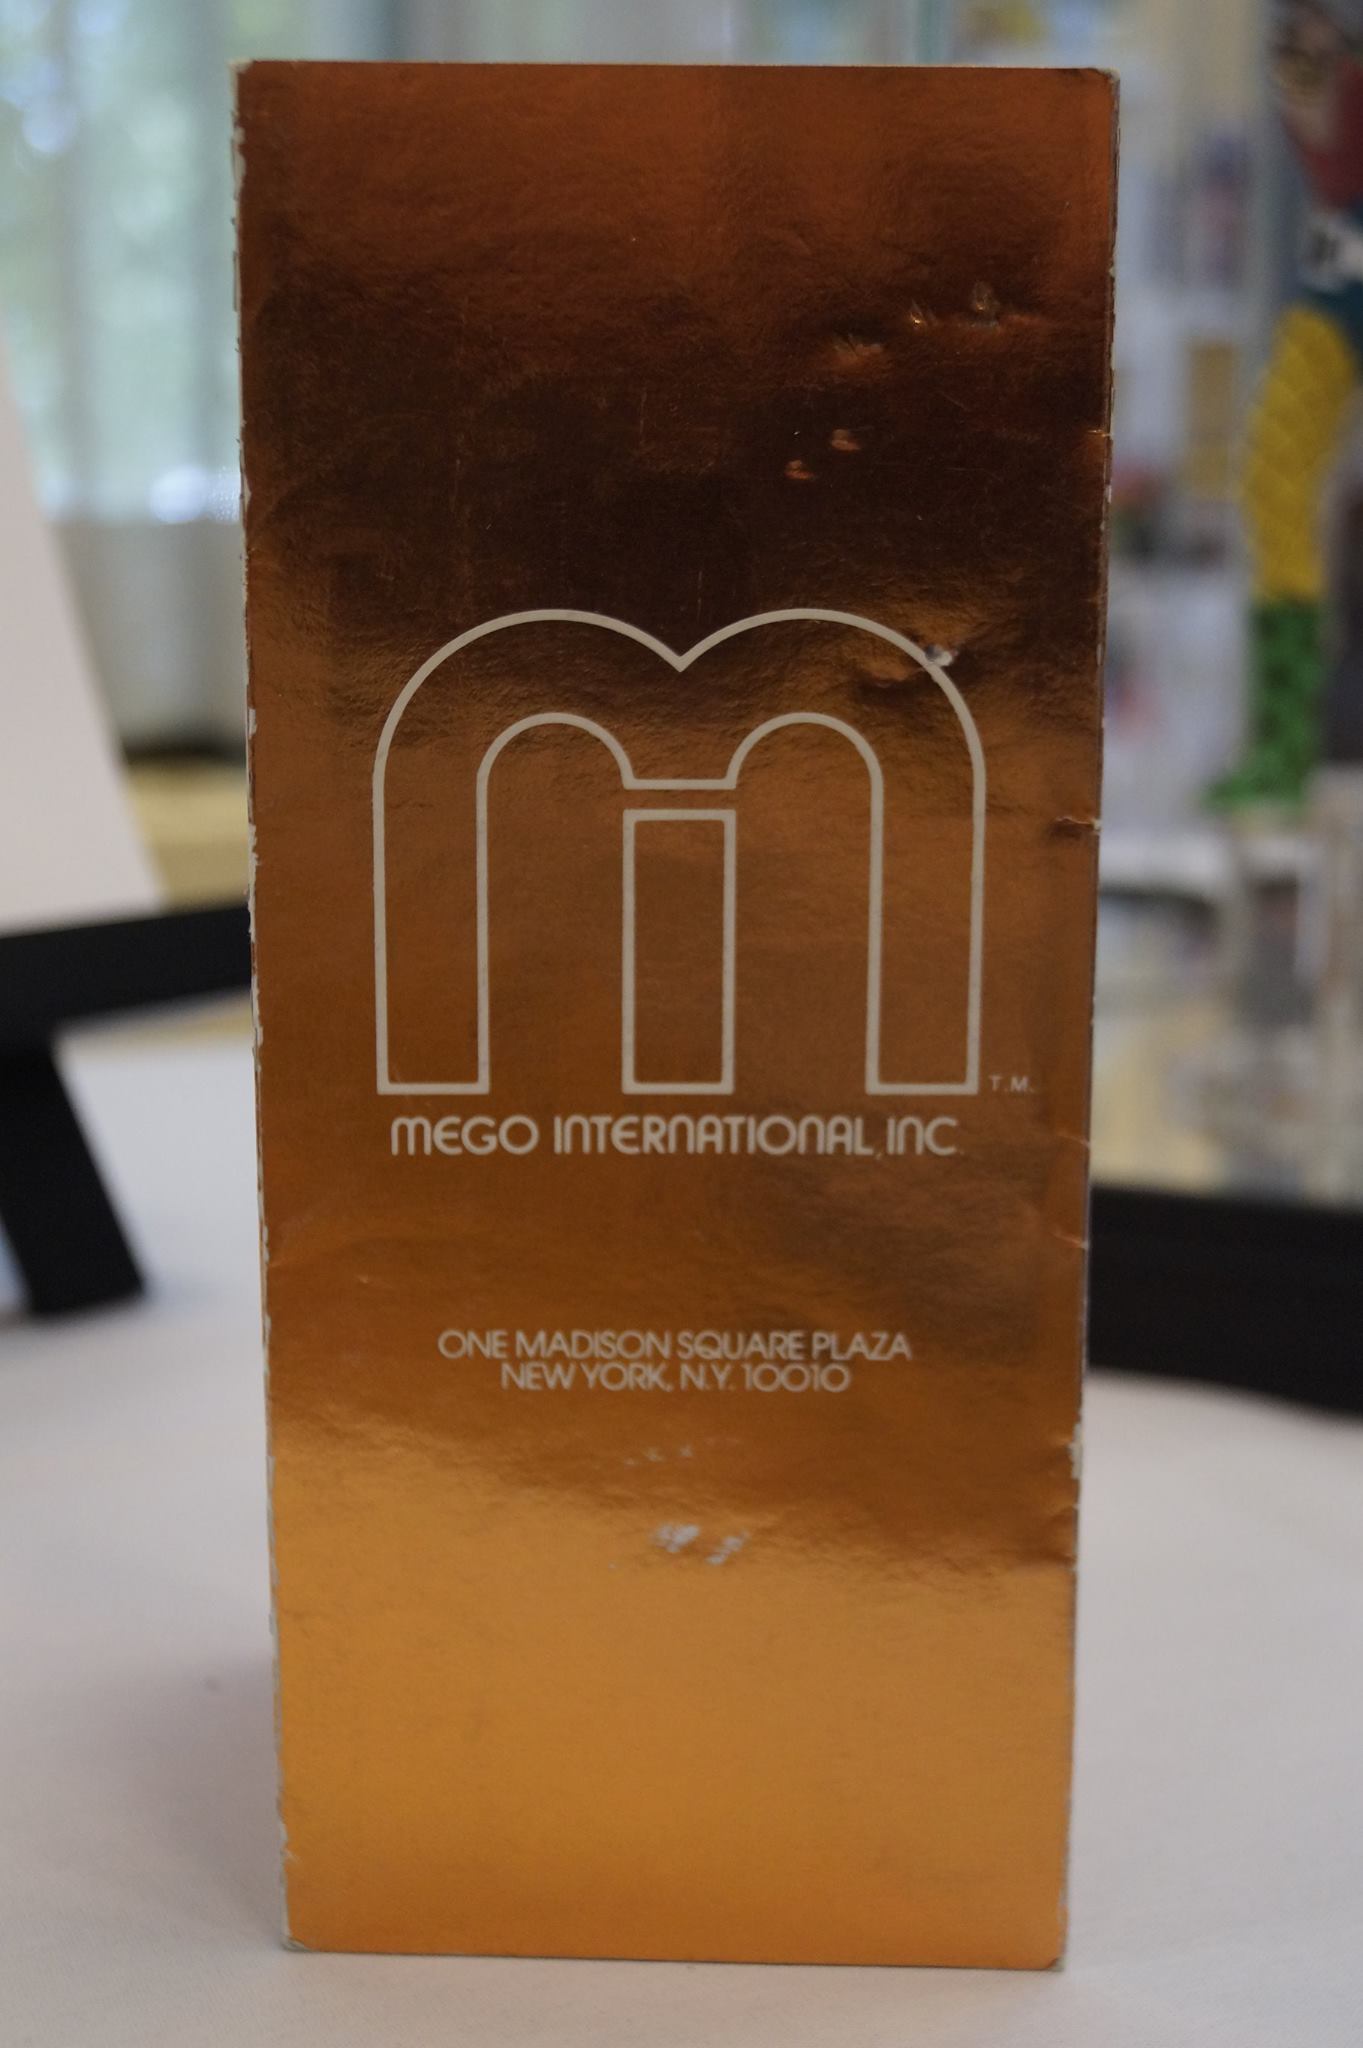 T.M.
MEGO INTERNATIONAL, INC.
ONE MADISON SQUARE PLAZA
NEW YORK, N.Y. 10010